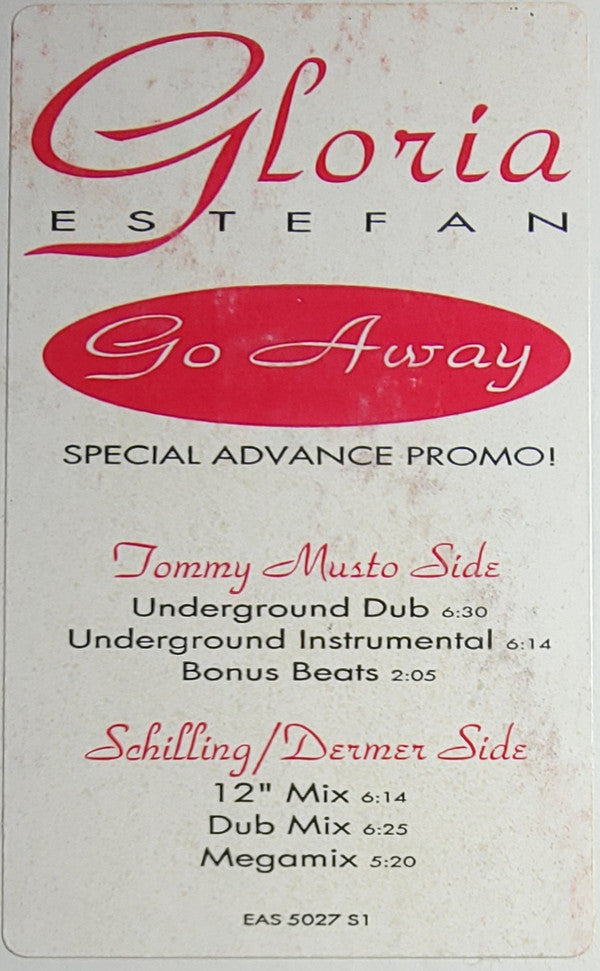 Gloria
ESTEFAN
Go Away
SPECIAL ADVANCE PROMO!
Tommy Musto Side
Underground Dub 6:30
Underground Instrumental 6:14
Bonus Beats 2:05
Schilling/Dermer Side
12" Mix 6:14
Dub Mix 6:25
Megamix 5:20
EAS 5027 S1